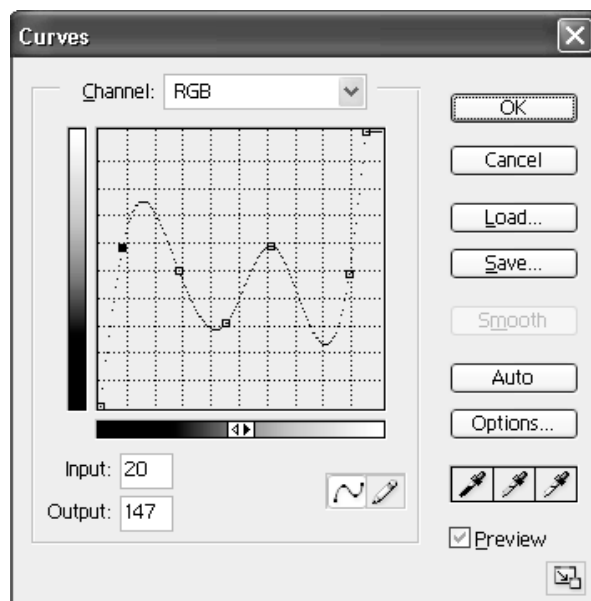 Curves
Channel: RGB
OK
Cancel
Load...
Save...
Smooth
Auto
Options...
Input: 20
Output: 147
Preview